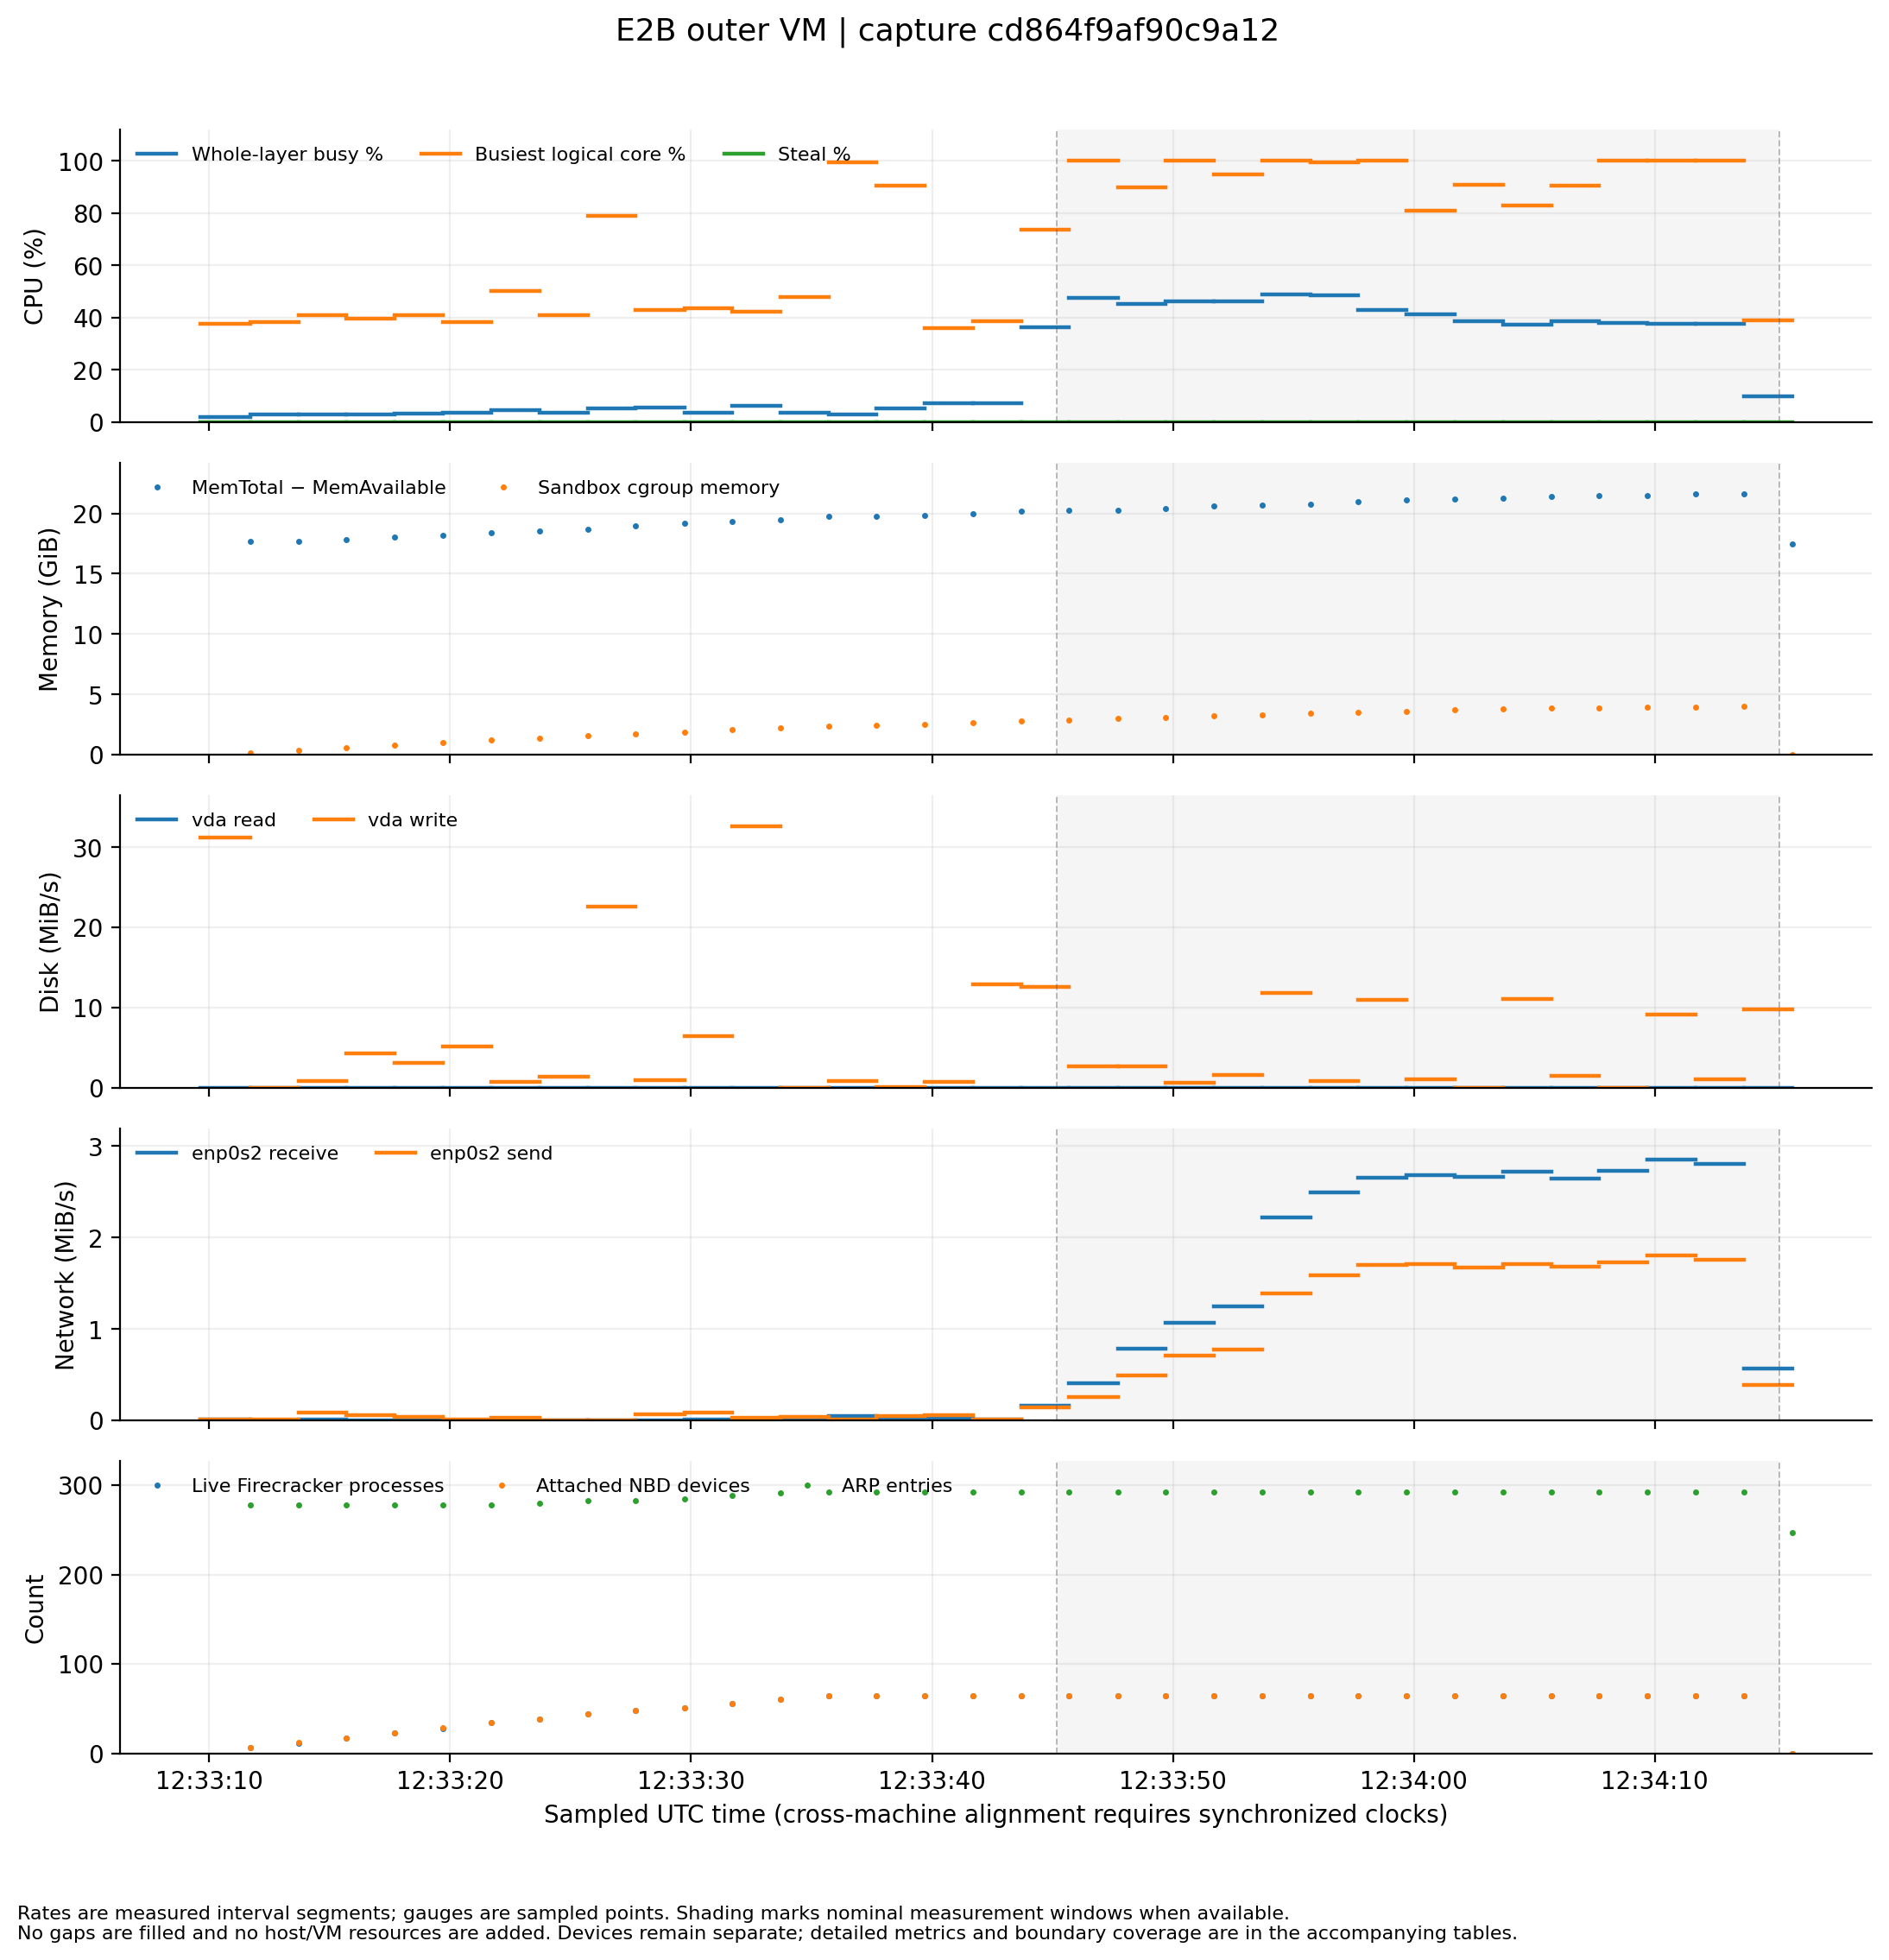 E2B outer VM | capture cd864f9af90c9a12
Whole-layer busy % Busiest logical core % Steal %
CPU (%)
100
80
60
40
20
0
MemTotal − MemAvailable Sandbox cgroup memory
Memory (GiB)
20
15
10
5
0
vda read vda write
Disk (MiB/s)
30
20
10
0
enp0s2 receive enp0s2 send
Network (MiB/s)
3
2
1
0
Live Firecracker processes Attached NBD devices ARP entries
Count
300
200
100
0
12:33:10 12:33:20 12:33:30 12:33:40 12:33:50 12:34:00 12:34:10
Sampled UTC time (cross-machine alignment requires synchronized clocks)
Rates are measured interval segments; gauges are sampled points. Shading marks nominal measurement windows when available.
No gaps are filled and no host/VM resources are added. Devices remain separate; detailed metrics and boundary coverage are in the accompanying tables.